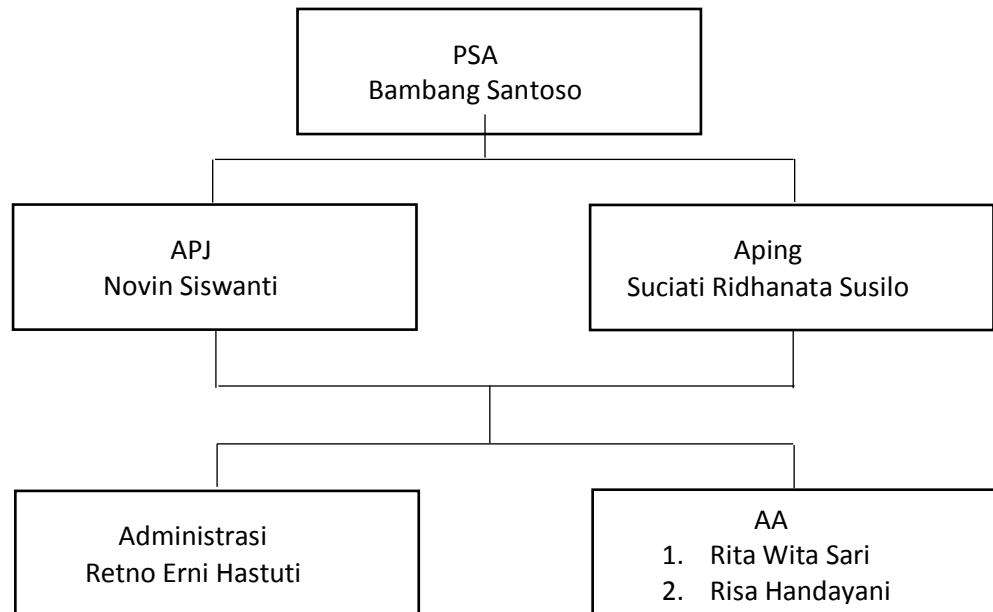 PSA
Bambang Santoso
APJ
Novin Siswanti
Aping
Suciati Ridhanata Susilo
Administrasi
Retno Erni Hastuti
AA
1. Rita Wita Sari
2. Risa Handayani